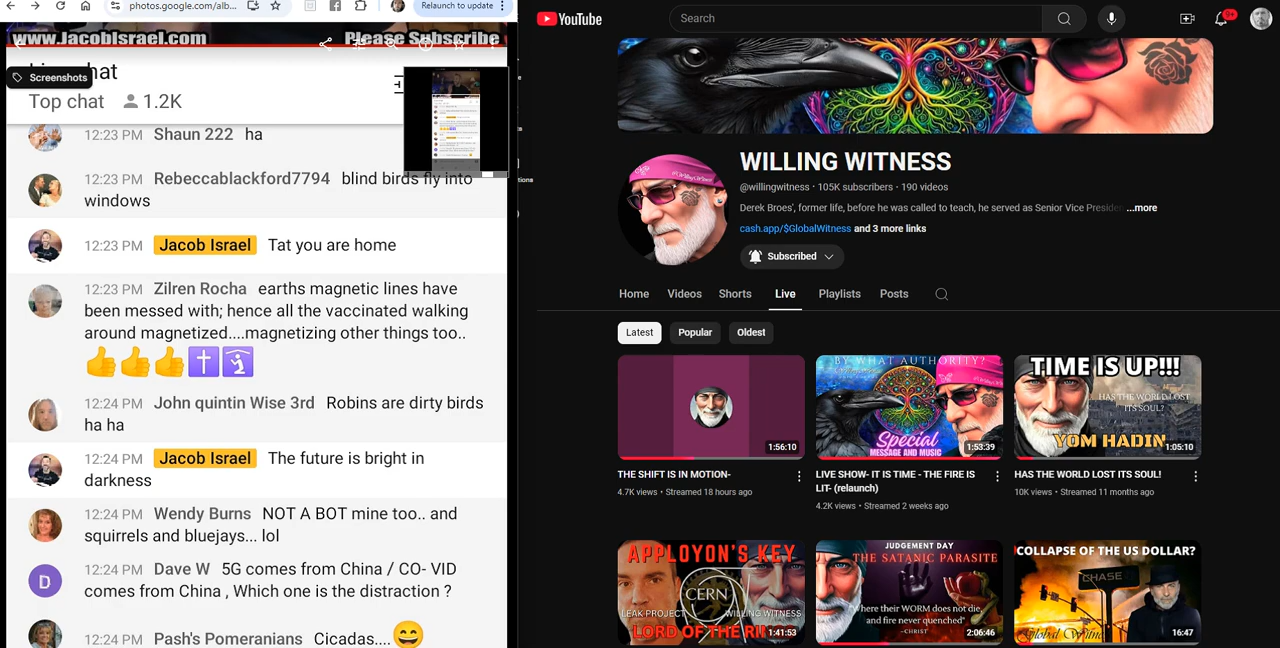 photos.google.com/alb...
Relaunch to update
www.JacobIsrael.com
Please Subscribe
Screenshots
Top chat 1.2K
12:23 PM Shaun 222 ha
12:23 PM Rebeccablackford7794 blind birds fly into
windows
12:23 PM Jacob Israel Tat you are home
12:23 PM Zilren Rocha earths magnetic lines have
been messed with; hence all the vaccinated walking
around magnetized....magnetizing other things too..
👍👍👍✝️🛐
12:24 PM John quintin Wise 3rd Robins are dirty birds
ha ha
12:24 PM Jacob Israel The future is bright in
darkness
12:24 PM Wendy Burns NOT A BOT mine too.. and
squirrels and bluejays... lol
D 12:24 PM Dave W 5G comes from China / CO- VID
comes from China , Which one is the distraction ?
12:24 PM Pash's Pomeranians Cicadas....😄
YouTube
Search
9+
WILLING WITNESS
@willingwitness · 105K subscribers · 190 videos
Derek Broes', former life, before he was called to teach, he served as Senior Vice Preside ...more
cash.app/$GlobalWitness and 3 more links
Subscribed
Home Videos Shorts Live Playlists Posts
Latest Popular Oldest
1:56:10
THE SHIFT IS IN MOTION-
4.7K views · Streamed 18 hours ago
BY WHAT AUTHORITY?
Special
MESSAGE AND MUSIC
1:53:39
LIVE SHOW- IT IS TIME - THE FIRE IS
LIT- (relaunch)
4.2K views · Streamed 2 weeks ago
TIME IS UP!!!
HAS THE WORLD LOST
ITS SOUL?
YOM HADIN
1:05:10
HAS THE WORLD LOST ITS SOUL!
10K views · Streamed 11 months ago
APPLOYON'S KEY
CERN
LEAK PROJECT WILLING WITNESS
LORD OF THE RI
1:41:53
JUDGEMENT DAY
THE SATANIC PARASITE
"where their WORM does not die,
and fire never quenched"
~CHRIST
2:06:46
COLLAPSE OF THE US DOLLAR?
CHASE
Global Witne
16:47